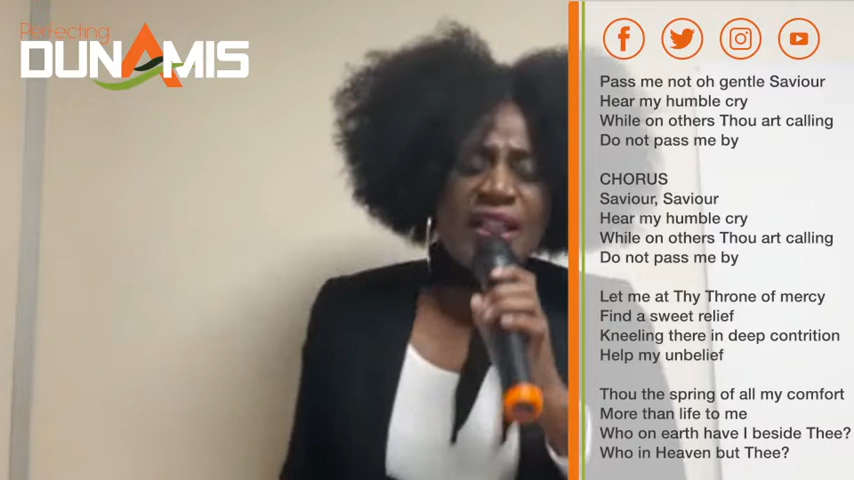 Perfecting
DUNAMIS
Pass me not oh gentle Saviour
Hear my humble cry
While on others Thou art calling
Do not pass me by
CHORUS
Saviour, Saviour
Hear my humble cry
While on others Thou art calling
Do not pass me by
Let me at Thy Throne of mercy
Find a sweet relief
Kneeling there in deep contrition
Help my unbelief
Thou the spring of all my comfort
More than life to me
Who on earth have I beside Thee?
Who in Heaven but Thee?